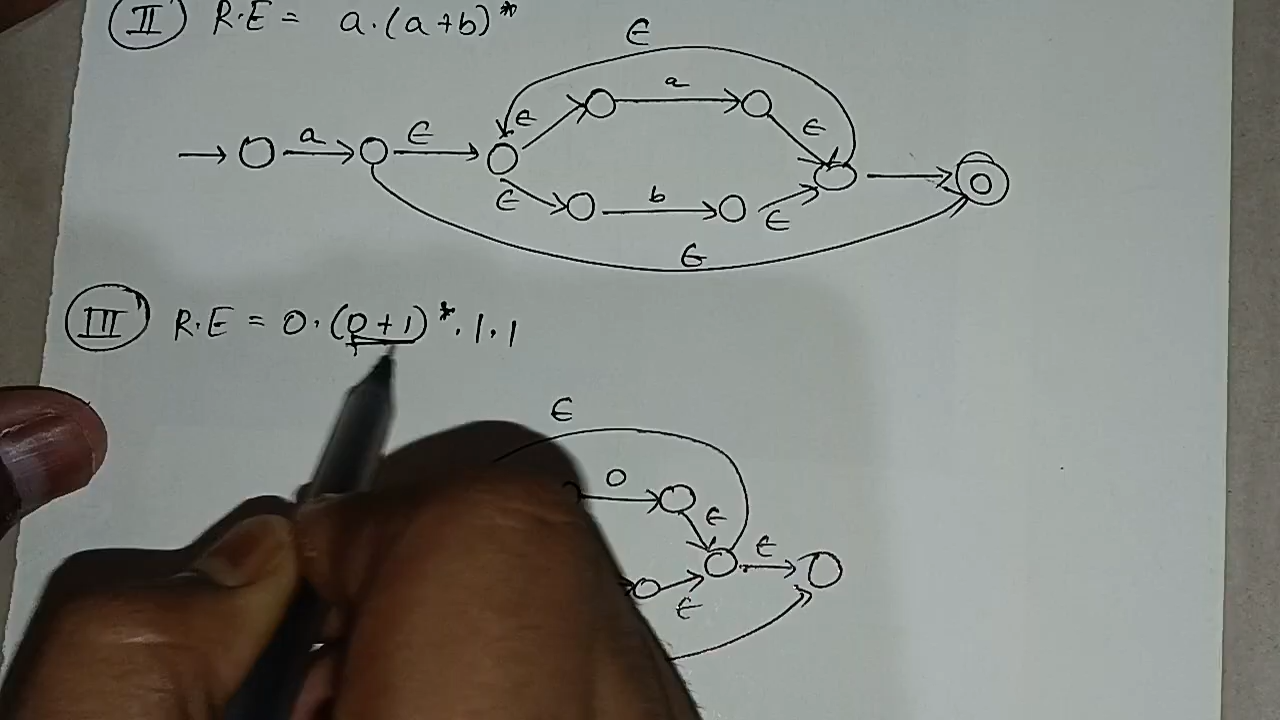 II R.E = a.(a+b)*
ϵ
a
a ϵ ϵ ϵ
ϵ b ϵ
ϵ
III R.E = 0.(0+1)*.1.1
ϵ
0
ϵ ϵ
ϵ